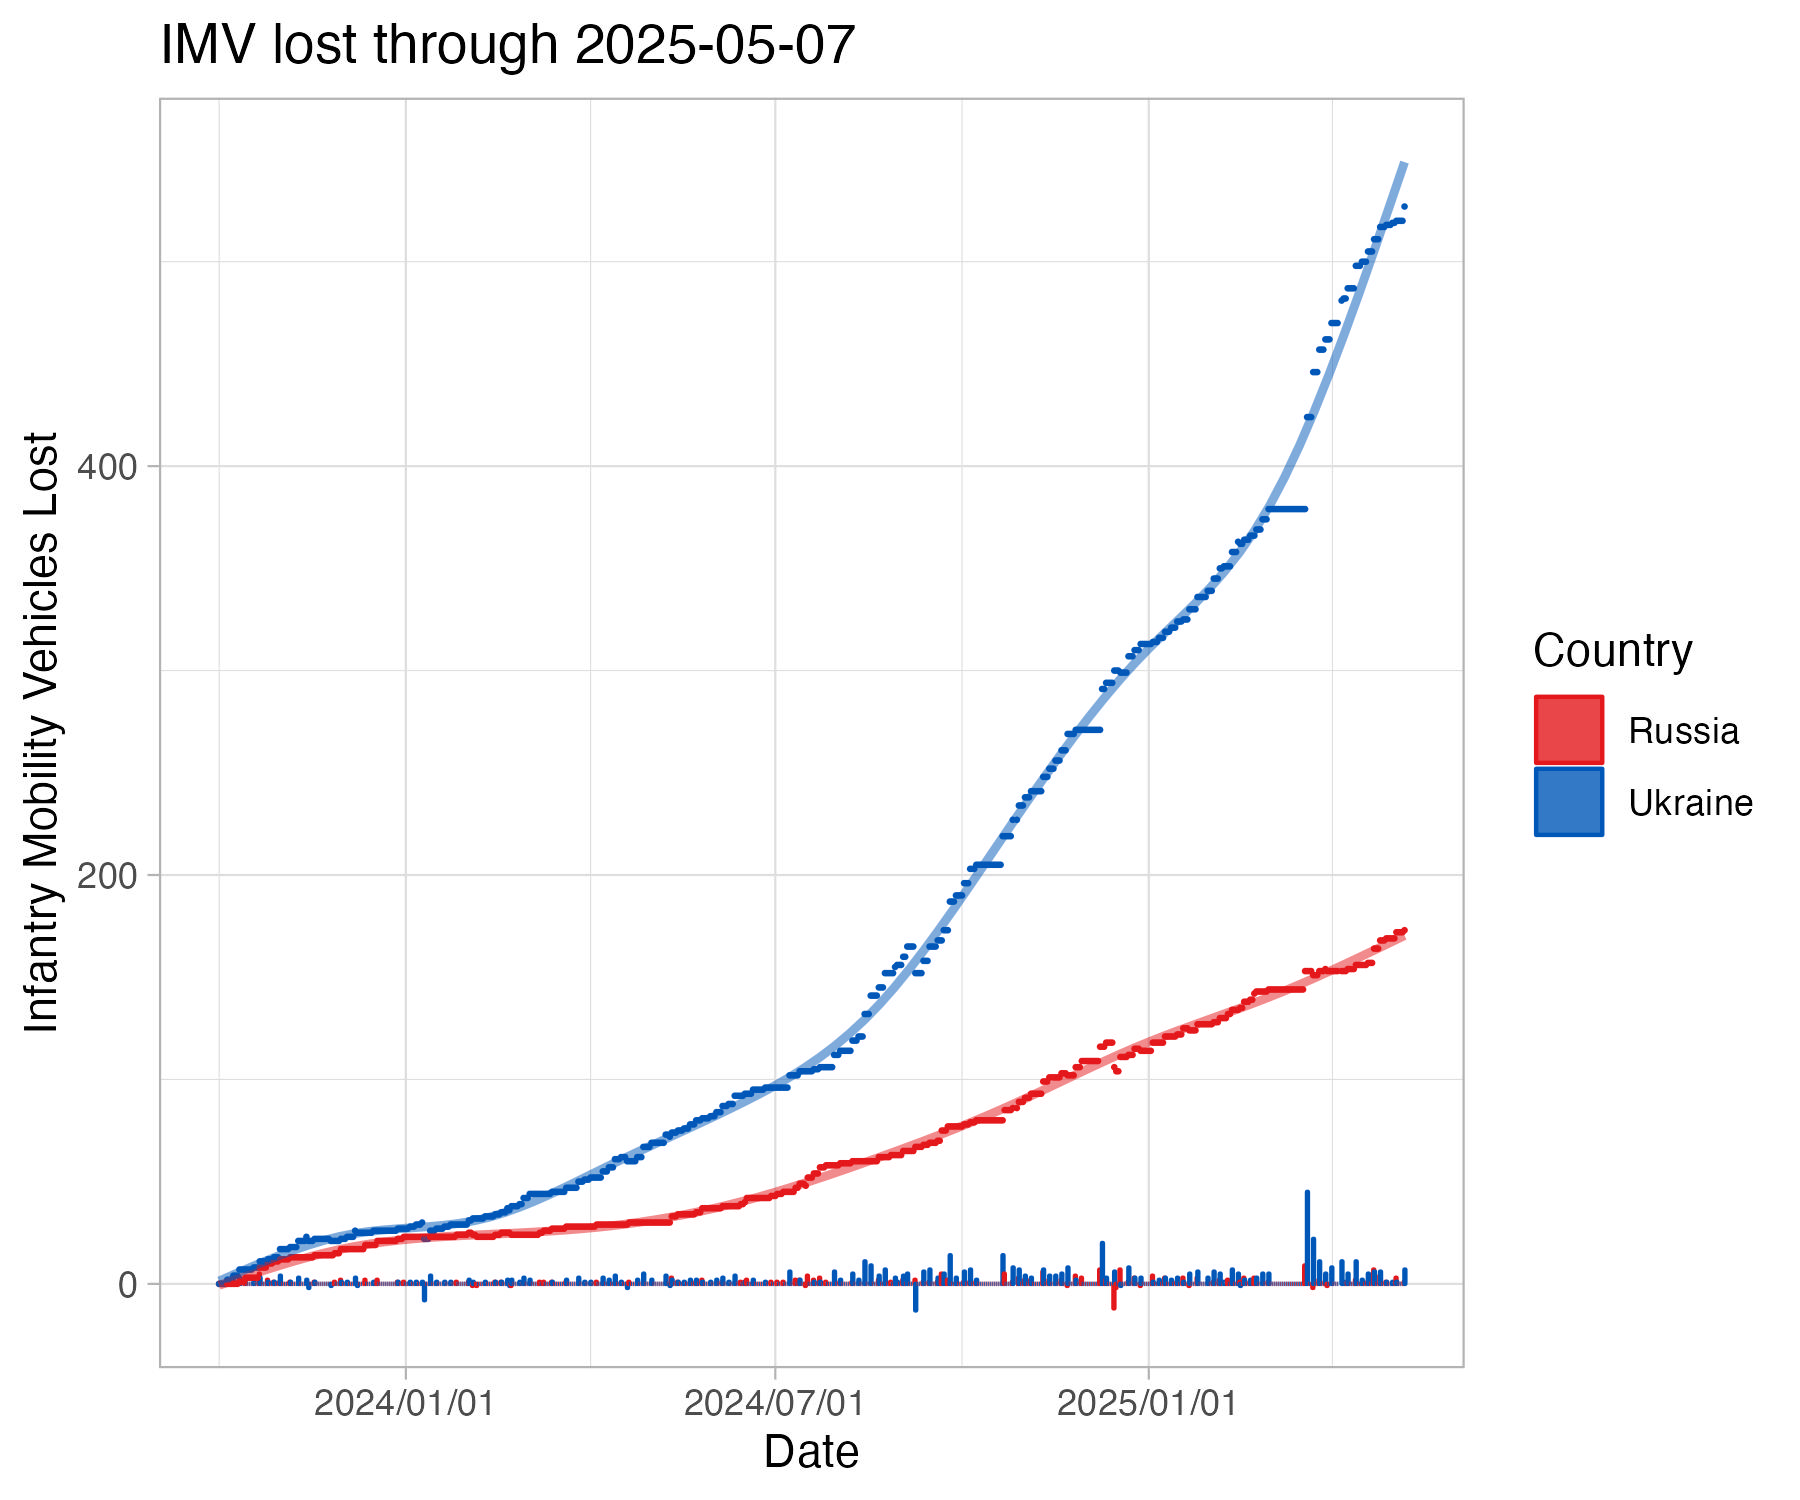 IMV lost through 2025-05-07
Infantry Mobility Vehicles Lost
400
200
0
2024/01/01
2024/07/01
2025/01/01
Date
Country
Russia
Ukraine